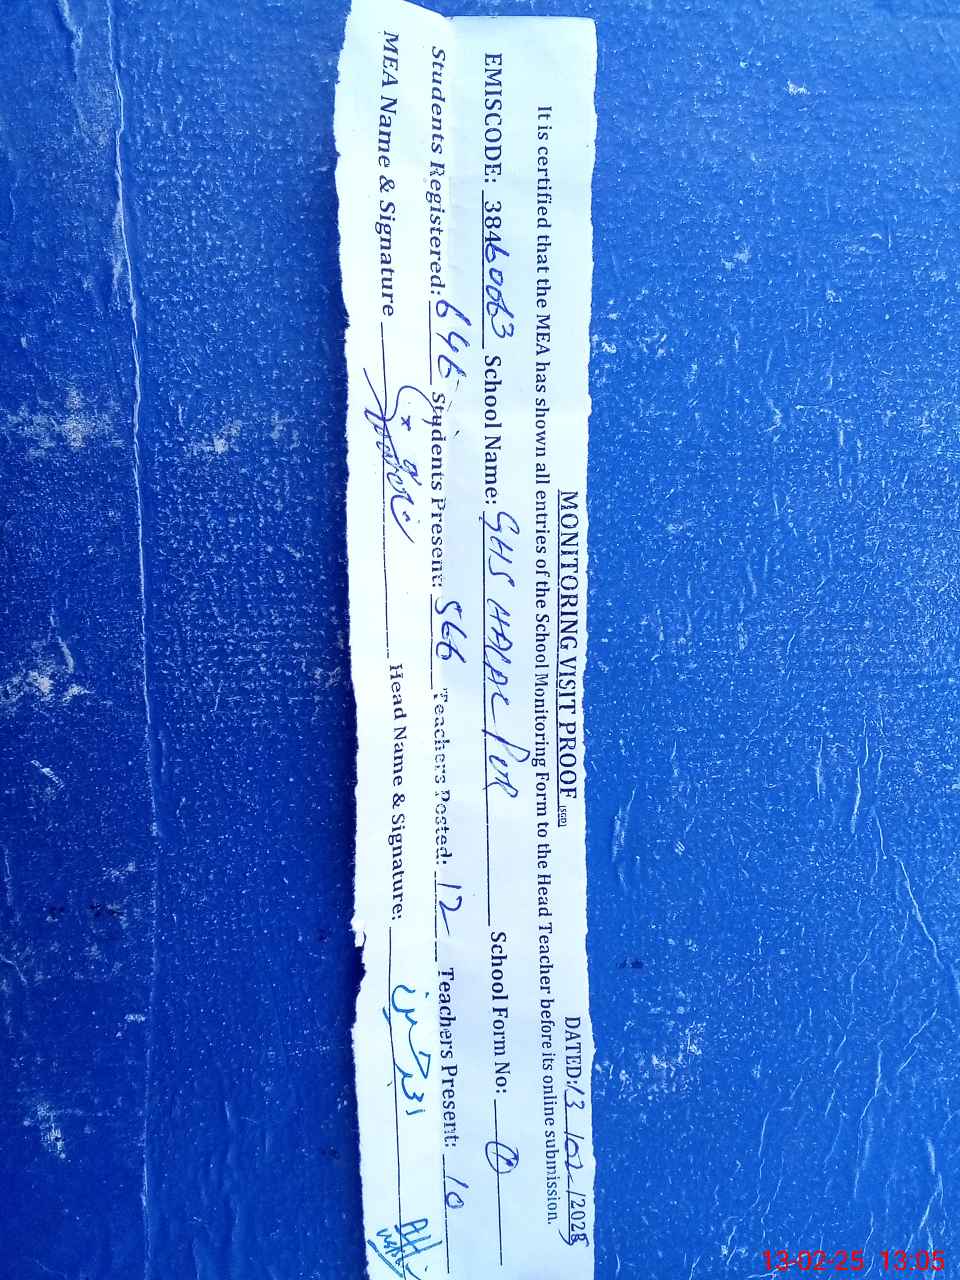 MONITORING VISIT PROOF (SGD) DATED: 13/02/2025
It is certified that the MEA has shown all entries of the School Monitoring Form to the Head Teacher before its online submission.
EMISCODE: 38460063 School Name: GHS HALAL PUR School Form No:
Students Registered: 646 Students Present: 566 Teachers Posted: 12 Teachers Present: 10
MEA Name & Signature Head Name & Signature:
13-02-25 13:05